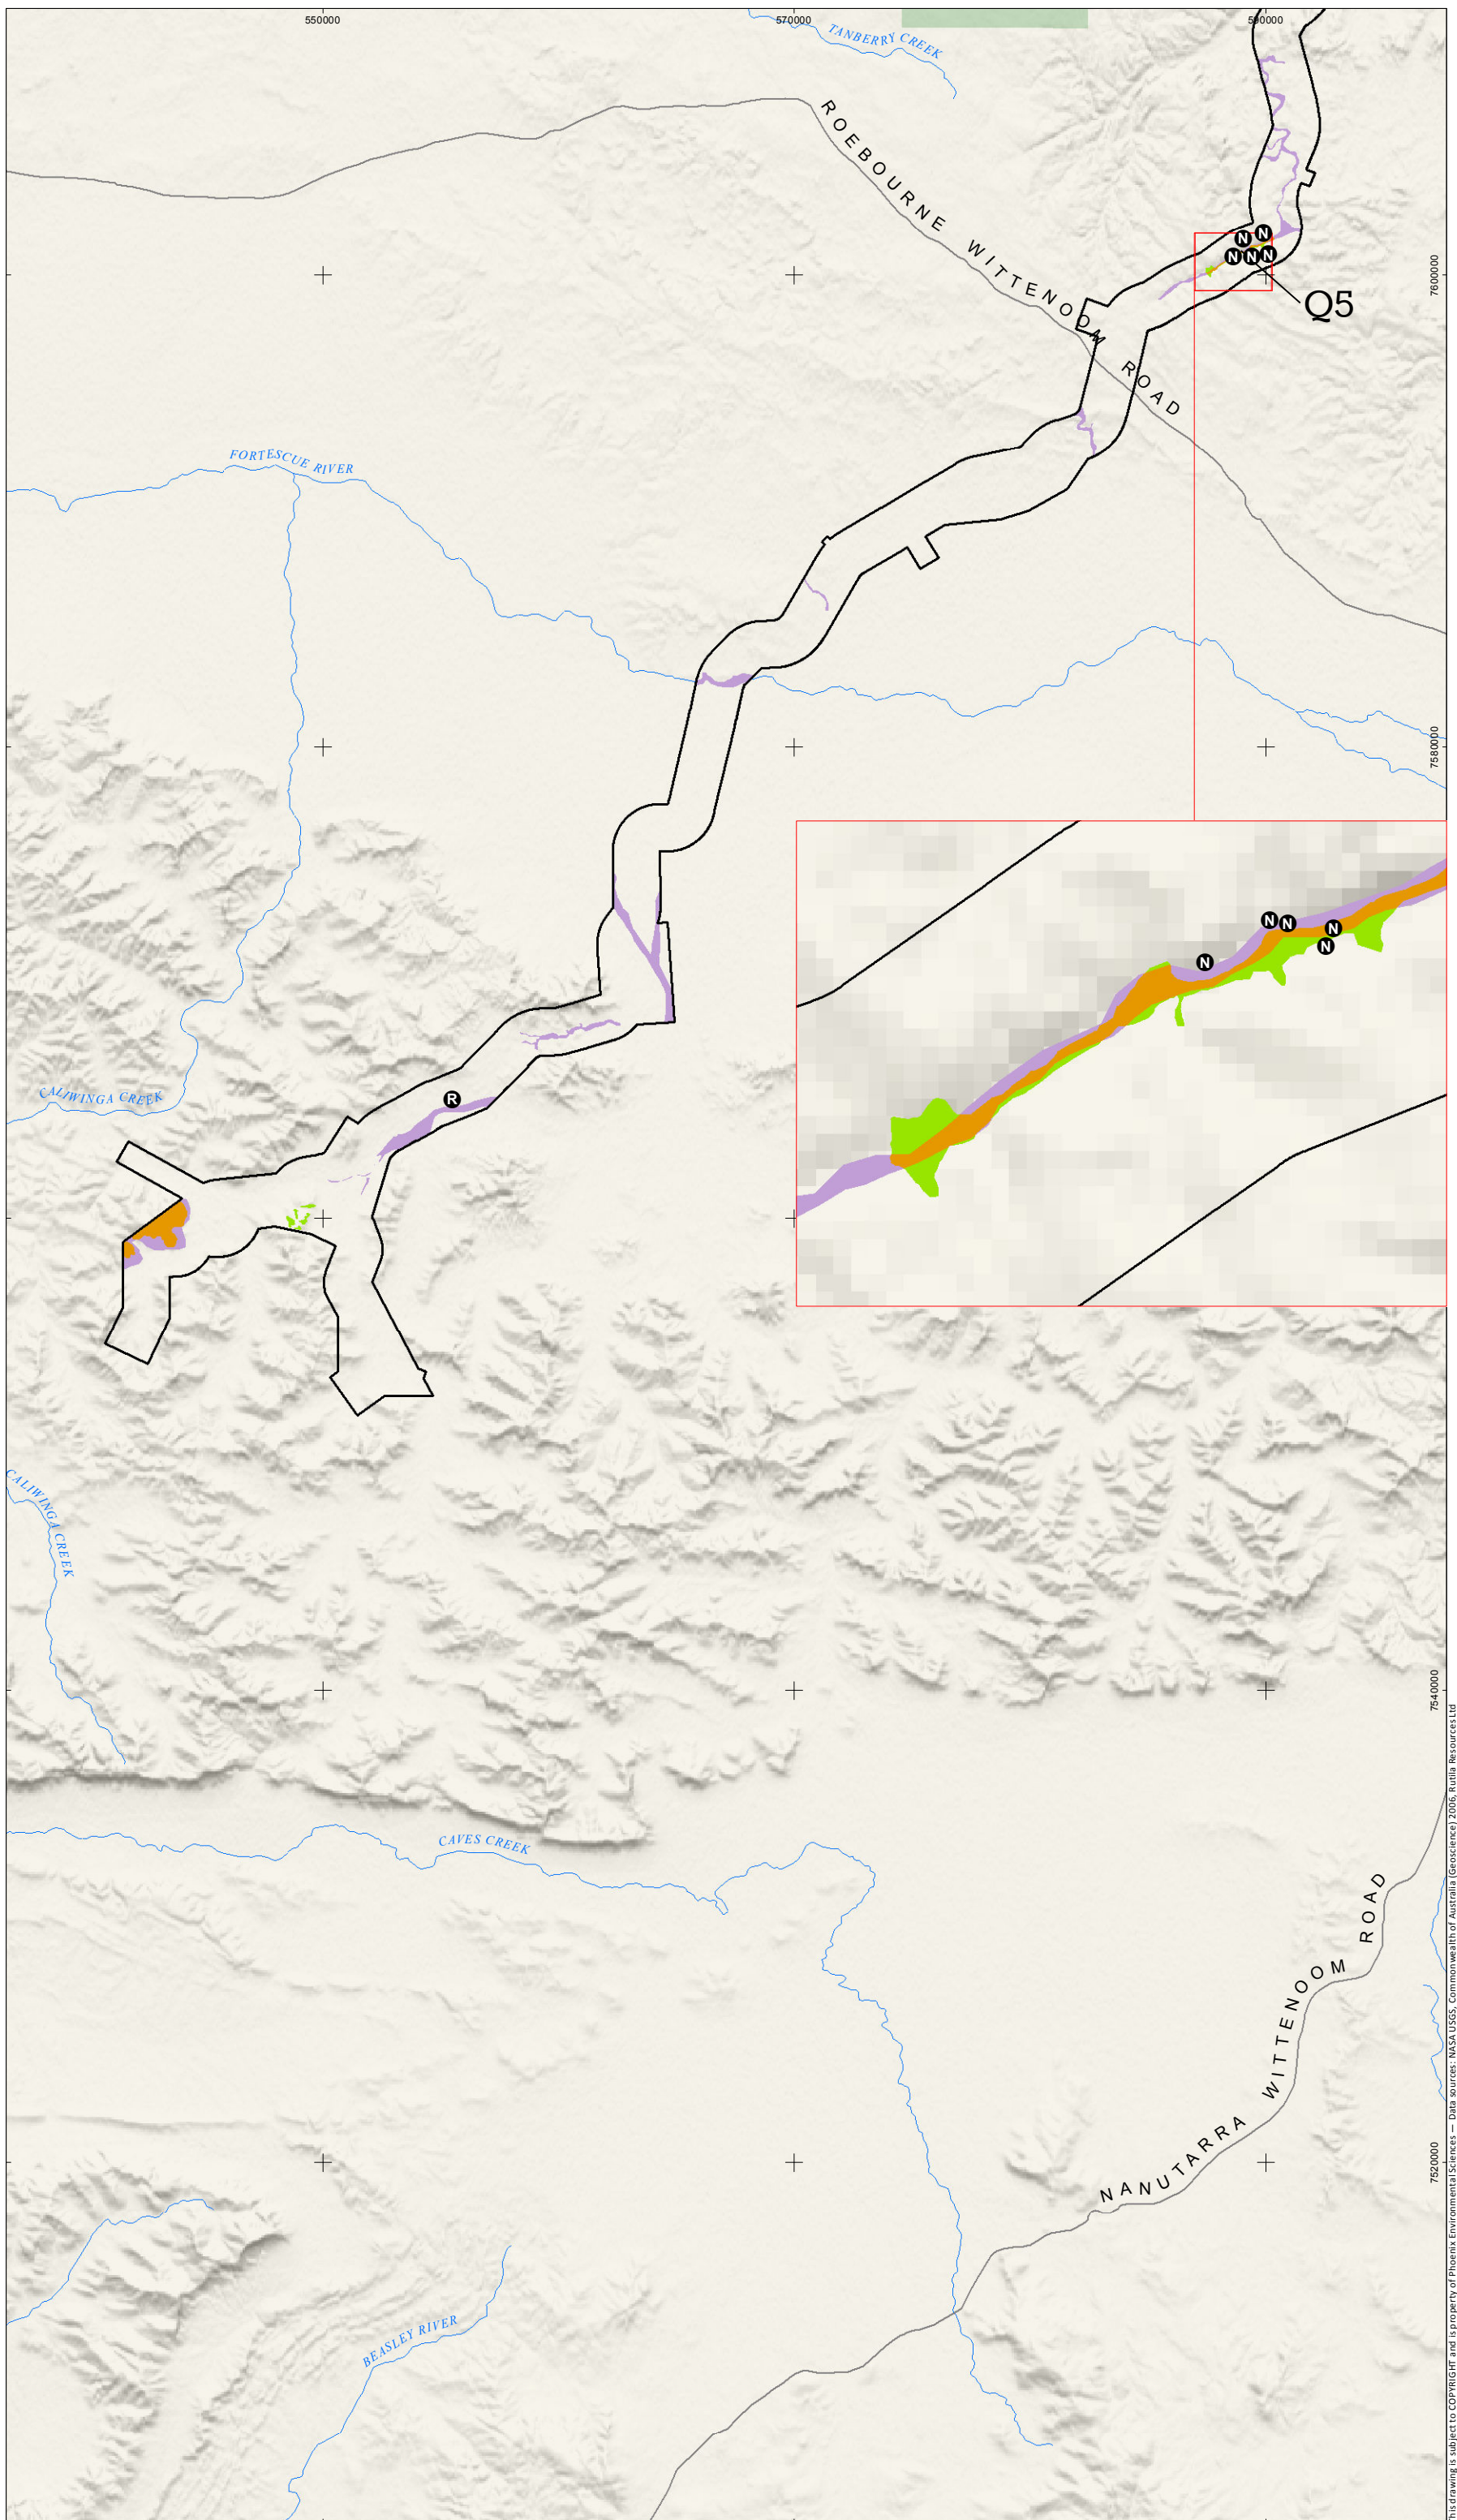 550000
570000
590000
TANBERRY CREEK
ROEBOURNE WITTENOOM ROAD
N
N
N
N
N
7600000
Q5
FORTESCUE RIVER
7580000
N
N
N
N
N
CALIWINGA CREEK
R
CALIWINGA CREEK
7540000
CAVES CREEK
NANUTARRA WITTENOOM ROAD
7520000
BEASLEY RIVER
This drawing is subject to COPYRIGHT and is property of Phoenix Environmental Sciences — Data sources: NASA USGS, Commonwealth of Australia (Geoscience) 2006, Rutila Resources Ltd